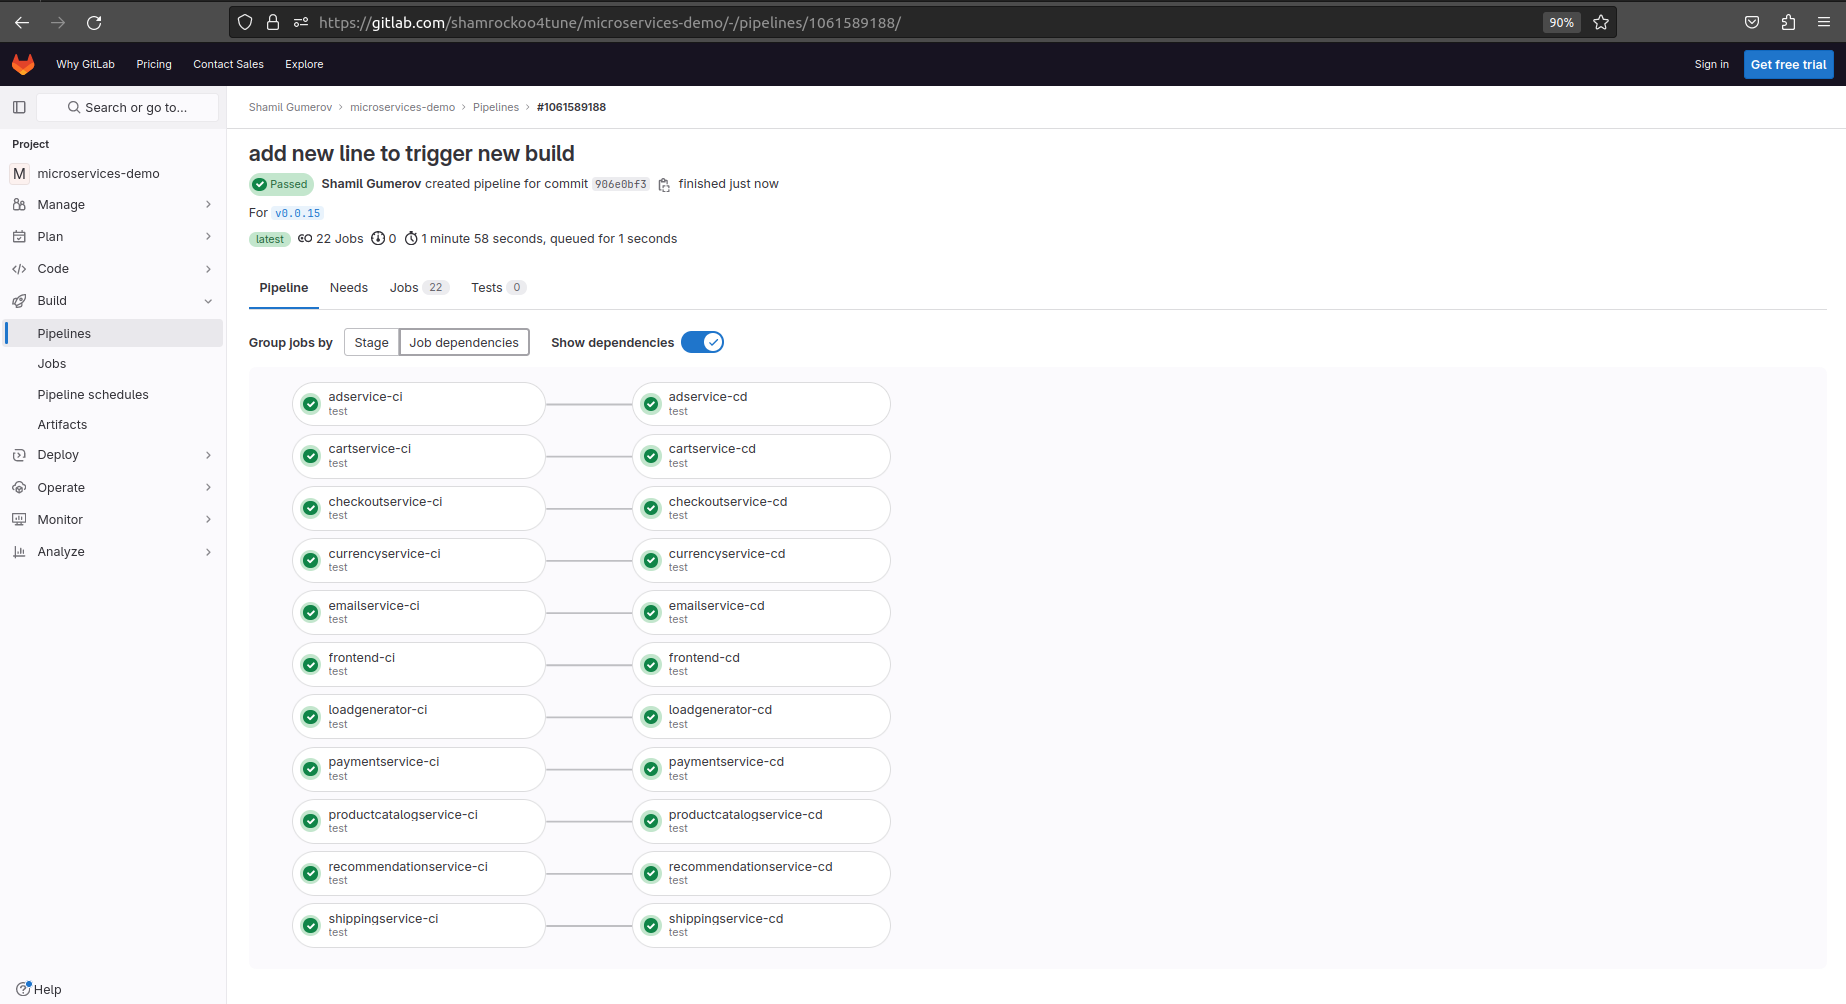 https://gitlab.com/shamrockoo4tune/microservices-demo/-/pipelines/1061589188/
90%
Why GitLab
Pricing
Contact Sales
Explore
Sign in
Get free trial
Search or go to...
Shamil Gumerov › microservices-demo › Pipelines › #1061589188
Project
M microservices-demo
Manage
Plan
Code
Build
Pipelines
Jobs
Pipeline schedules
Artifacts
Deploy
Operate
Monitor
Analyze
Help
add new line to trigger new build
Passed Shamil Gumerov created pipeline for commit 906e0bf3 finished just now
For v0.0.15
latest 22 Jobs 0 1 minute 58 seconds, queued for 1 seconds
Pipeline Needs Jobs 22 Tests 0
Group jobs by Stage Job dependencies Show dependencies
adservice-ci
test
adservice-cd
test
cartservice-ci
test
cartservice-cd
test
checkoutservice-ci
test
checkoutservice-cd
test
currencyservice-ci
test
currencyservice-cd
test
emailservice-ci
test
emailservice-cd
test
frontend-ci
test
frontend-cd
test
loadgenerator-ci
test
loadgenerator-cd
test
paymentservice-ci
test
paymentservice-cd
test
productcatalogservice-ci
test
productcatalogservice-cd
test
recommendationservice-ci
test
recommendationservice-cd
test
shippingservice-ci
test
shippingservice-cd
test